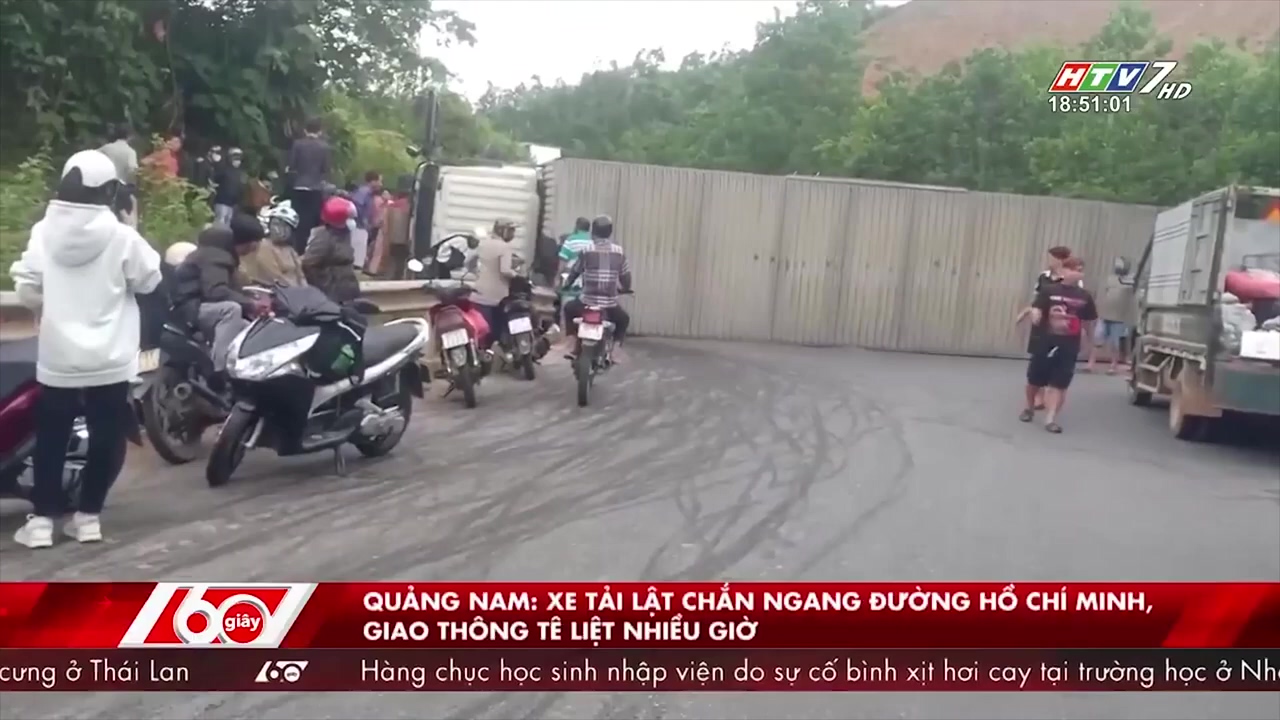 HTV7 HD
18:51:01
60 giây
QUẢNG NAM: XE TẢI LẬT CHẮN NGANG ĐƯỜNG HỒ CHÍ MINH,
GIAO THÔNG TÊ LIỆT NHIỀU GIỜ
cưng ở Thái Lan 60 Hàng chục học sinh nhập viện do sự cố bình xịt hơi cay tại trường học ở Nh